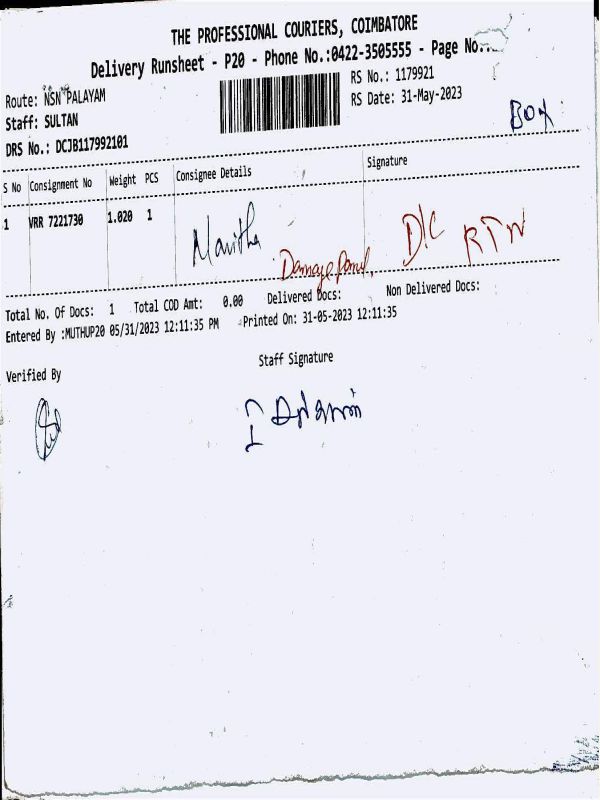 THE PROFESSIONAL COURIERS, COIMBATORE
Delivery Runsheet - P20 - Phone No.:0422-3505555 - Page No.:
Route: NSN PALAYAM
RS No.: 1179921
Staff: SULTAN
RS Date: 31-May-2023
BOX
DRS No.: DCJB117992101
S No Consignment No Weight PCS Consignee Details Signature
1 VRR 7221730 1.020 1
D/C RTN
Damage
Total No. Of Docs: 1 Total COD Amt: 0.00 Delivered Docs: Non Delivered Docs:
Entered By :MUTHUP20 05/31/2023 12:11:35 PM Printed On: 31-05-2023 12:11:35
Verified By Staff Signature